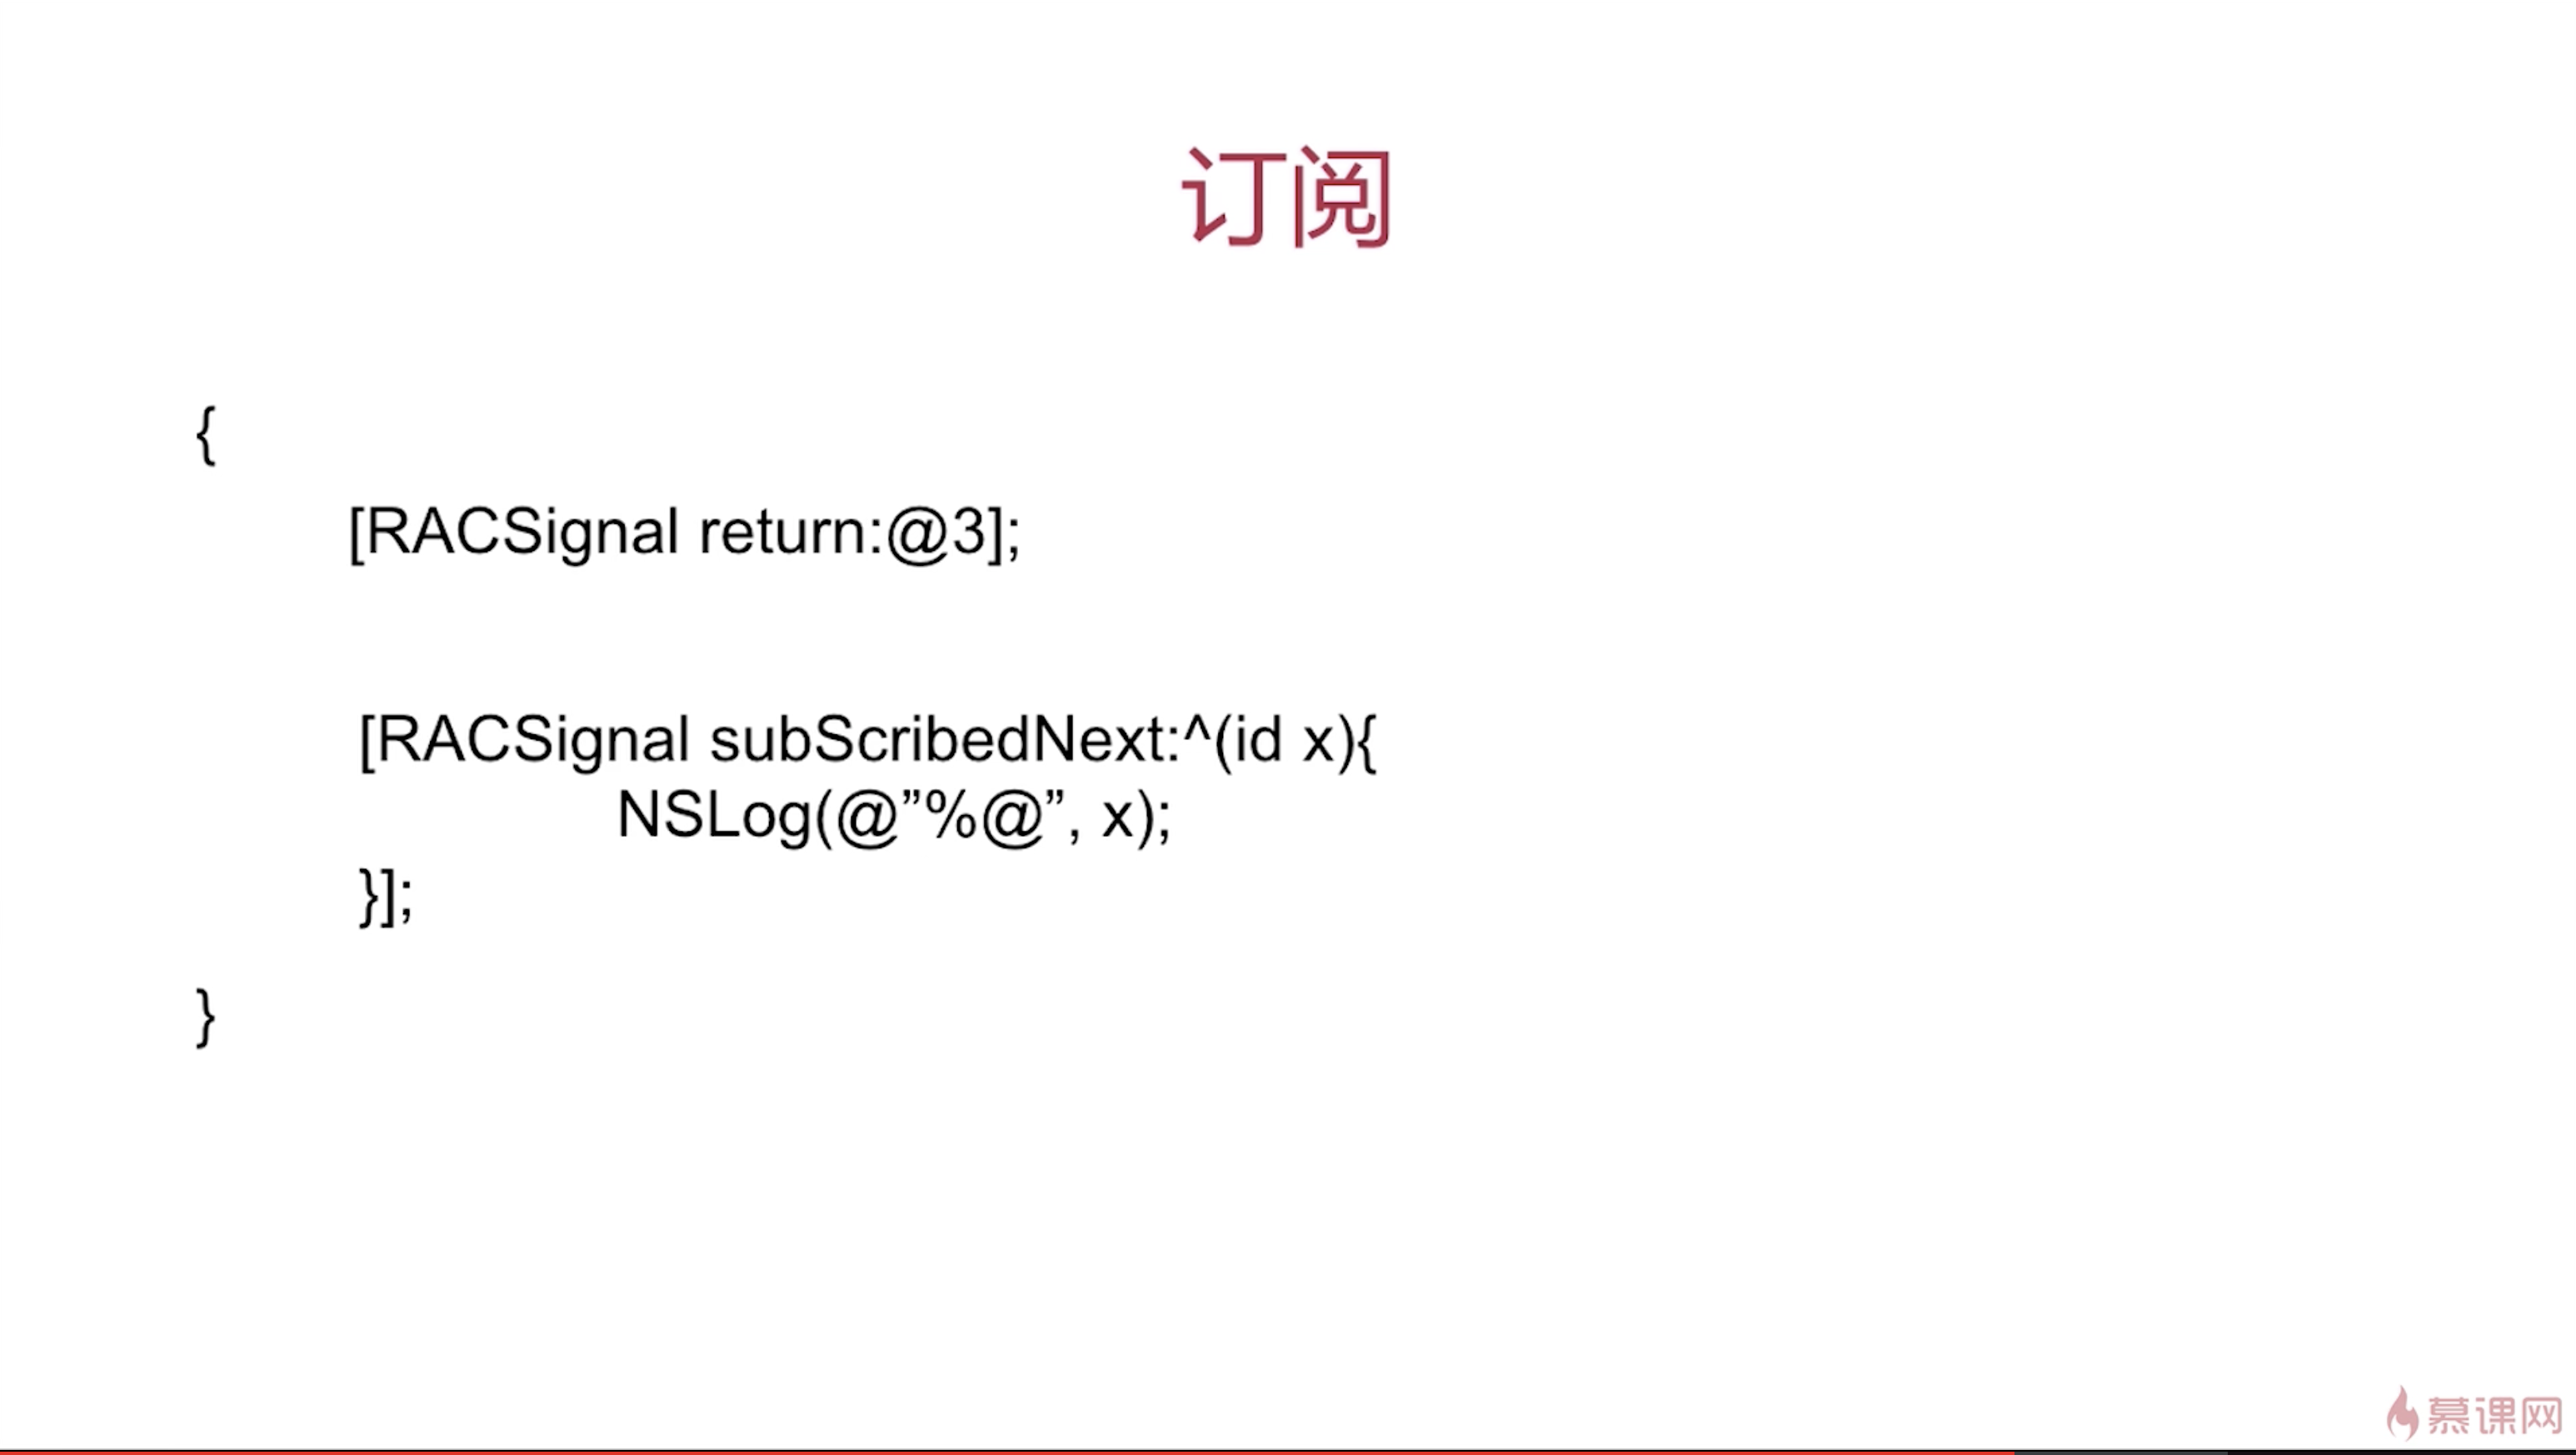 订阅
{
[RACSignal return:@3];
[RACSignal subScribedNext:^(id x){
NSLog(@”%@”, x);
}];
}
慕课网